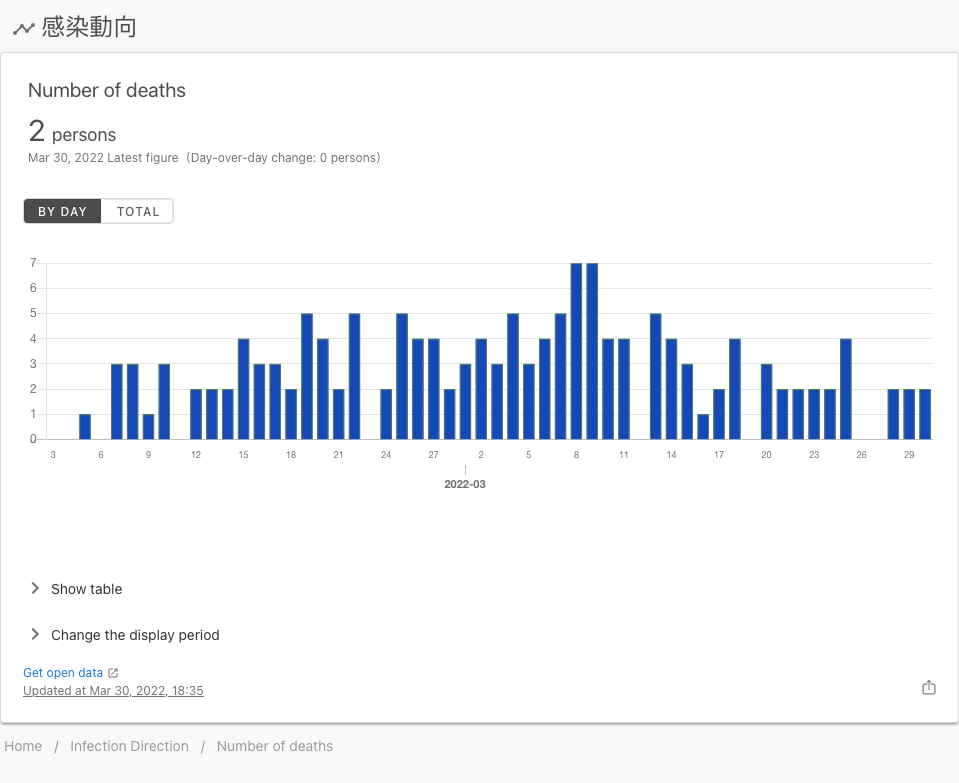 感染動向
Number of deaths
2 persons
Mar 30, 2022 Latest figure (Day-over-day change: 0 persons)
BY DAY TOTAL
7
6
5
4
3
2
1
0
3 6 9 12 15 18 21 24 27 2 5 8 11 14 17 20 23 26 29
2022-03
Show table
Change the display period
Get open data
Updated at Mar 30, 2022, 18:35
Home / Infection Direction / Number of deaths